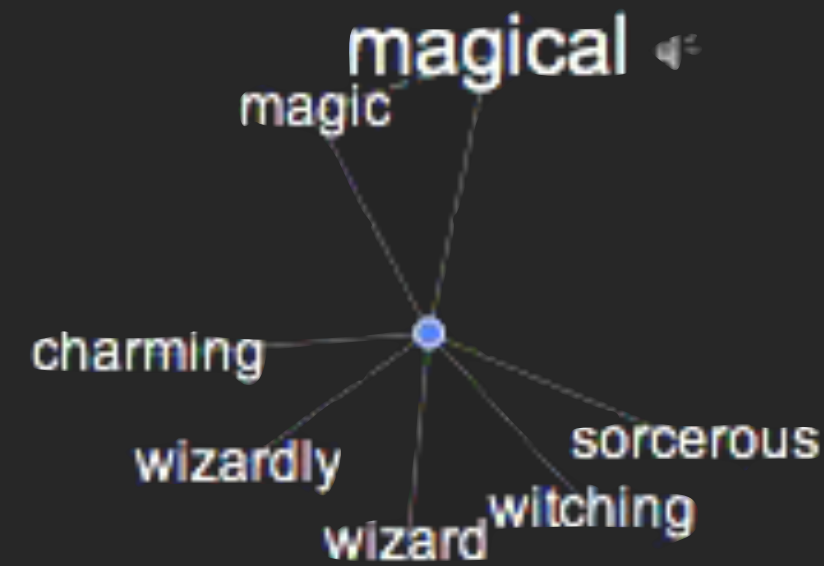 magical
magic
charming
sorcerous
wizardly
witching
wizard